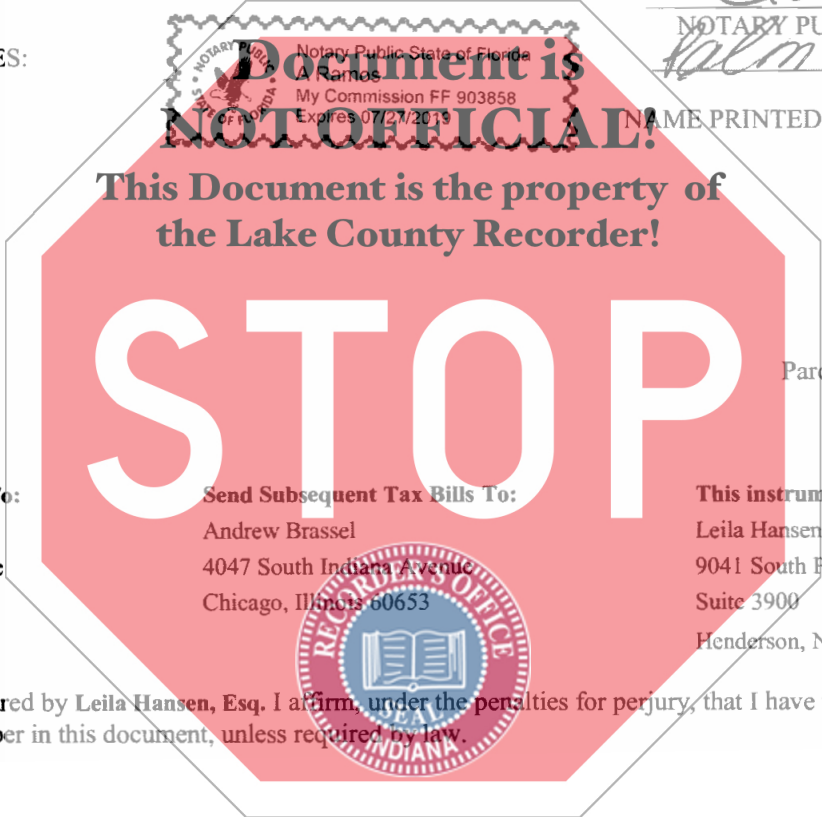 ES:
NOTARY PU
NOTARY PUBLIC
STATE OF FLORIDA
Notary Public State of Florida
A Ramos
My Commission FF 903858
Expires 07/27/2019
Palm
NAME PRINTED
Document is
NOT OFFICIAL!
This Document is the property of
the Lake County Recorder!
STOP
Parc
o:
Send Subsequent Tax Bills To:
This instrum
Andrew Brassel
Leila Hansen
4047 South Indiana Avenue
9041 South P
Chicago, Illinois 60653
Suite 3900
Henderson, N
RECORDER'S OFFICE
SEAL
INDIANA
red by Leila Hansen, Esq. I affirm, under the penalties for perjury, that I have
er in this document, unless required by law.